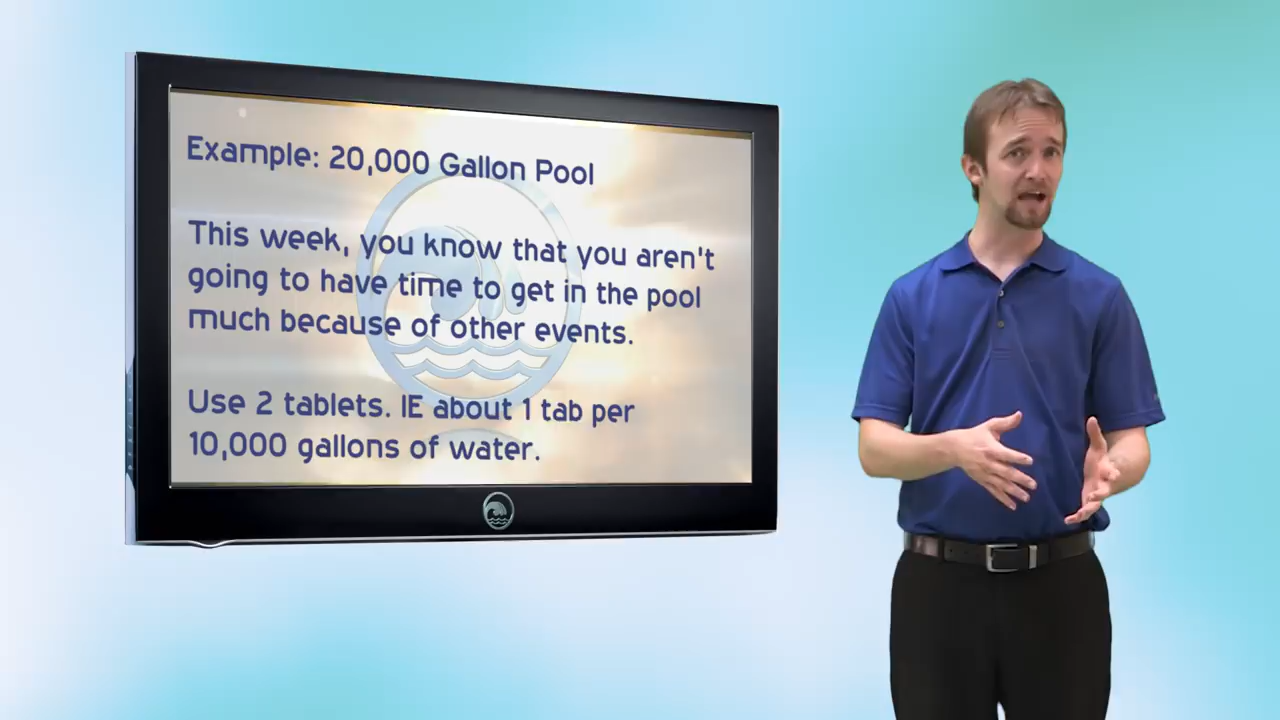 Example: 20,000 Gallon Pool
This week, you know that you aren't
going to have time to get in the pool
much because of other events.
Use 2 tablets. IE about 1 tab per
10,000 gallons of water.